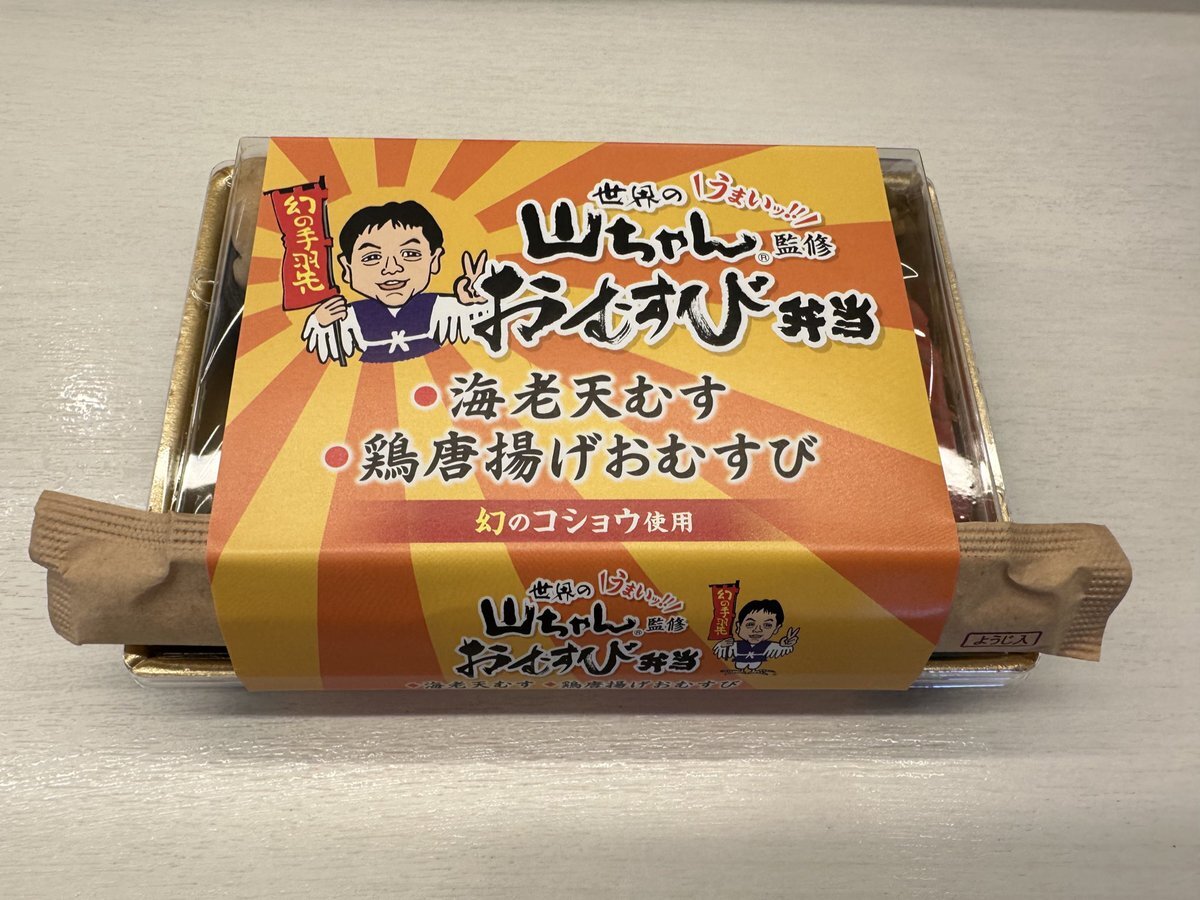 幻の手羽先
世界の うまいッ!!
山ちゃん® 監修
おむすび弁当
• 海老天むす
• 鶏唐揚げおむすび
幻のコショウ使用
世界の うまいッ!!
山ちゃん® 監修
おむすび弁当
幻の手羽先
• 海老天むす • 鶏唐揚げおむすび
ようじ入